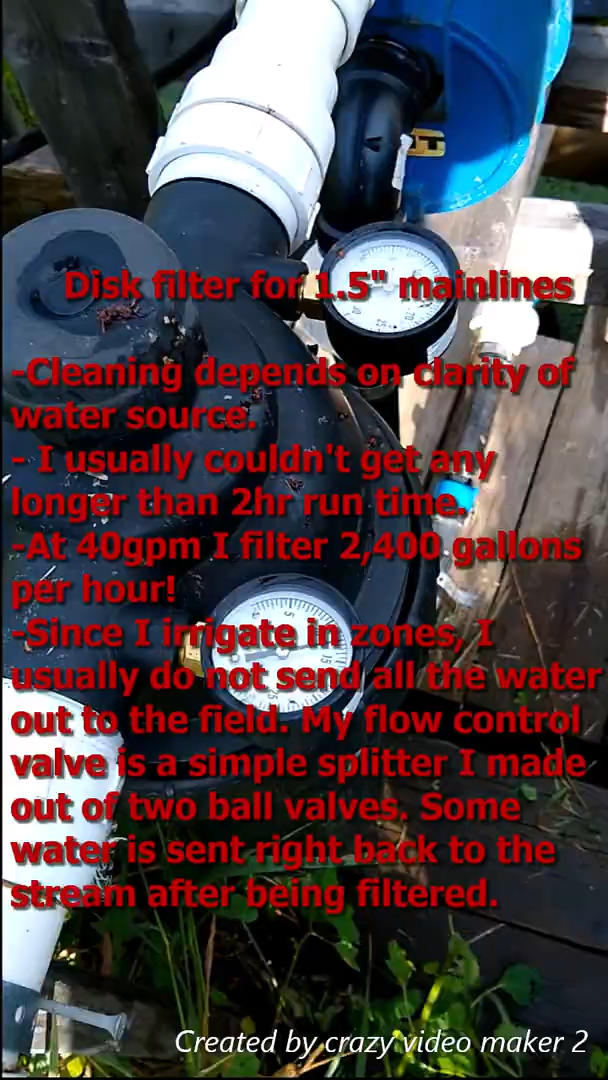 Disk filter for 1.5" mainlines
-Cleaning depends on clarity of
water source.
- I usually couldn't get any
longer than 2hr run time.
-At 40gpm I filter 2,400 gallons
per hour!
-Since I irrigate in zones, I
usually do not send all the water
out to the field. My flow control
valve is a simple splitter I made
out of two ball valves. Some
water is sent right back to the
stream after being filtered.
Created by crazy video maker 2